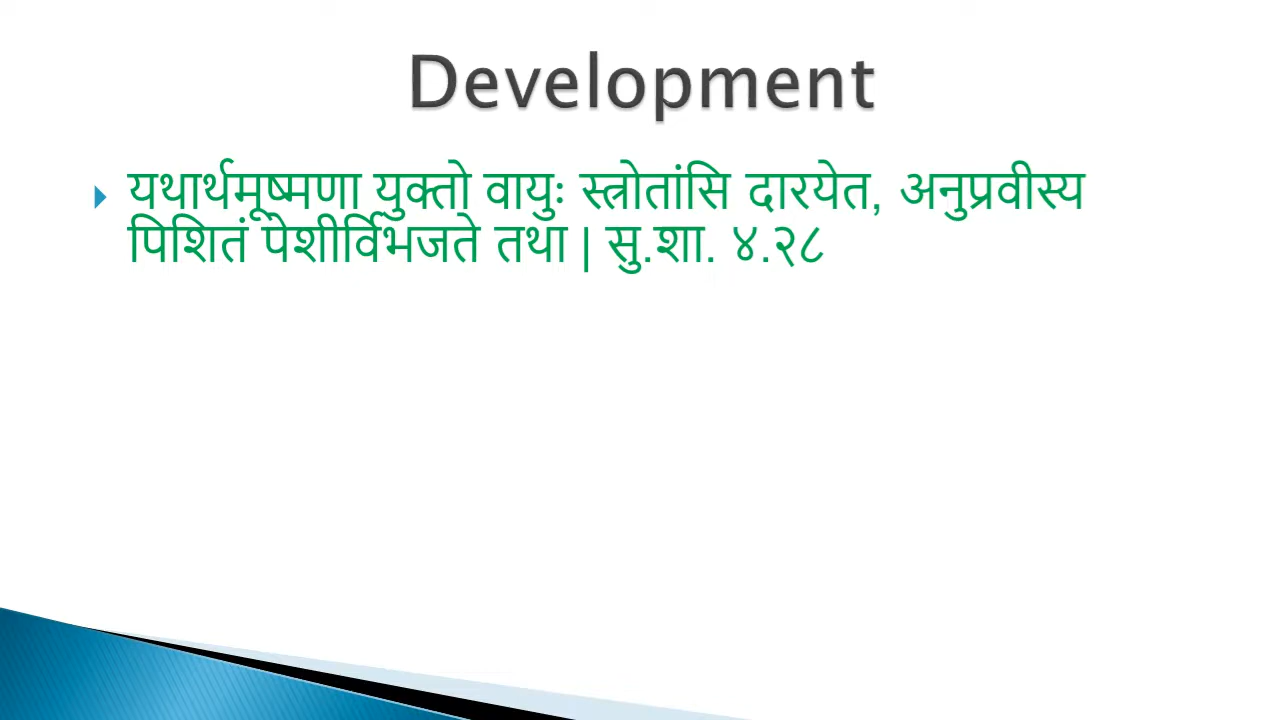 Development
यथार्थमूष्मणा युक्तो वायुः स्त्रोतांसि दारयेत, अनुप्रवीस्य
पिशितं पेशीर्विभजते तथा | सु.शा. ४.२८